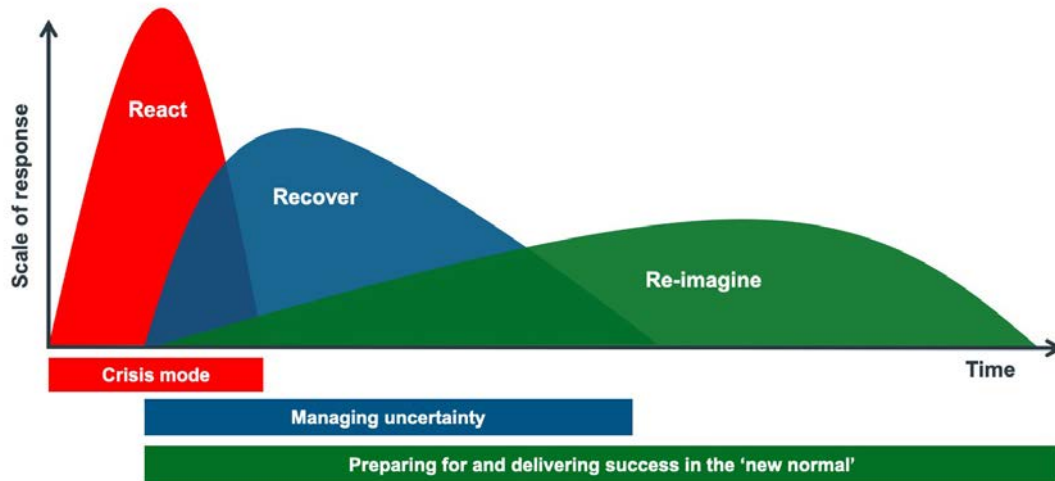 Scale of response
React
Recover
Re-imagine
Time
Crisis mode
Managing uncertainty
Preparing for and delivering success in the ‘new normal’